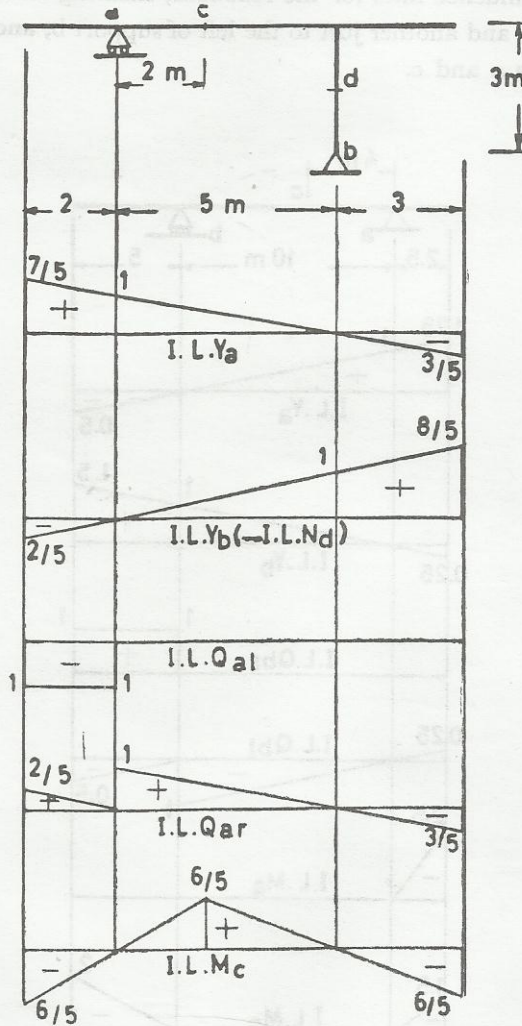 and another just to the left of support b, and
and c.
a c
2 m
d
3m
b
2 5 m 3
7/5 1
+ −
I. L. Ya 3/5
8/5
1
− +
2/5 I.L.Yb(−I.L.Nd)
−
1 I.L.Qal
1
2/5 + + −
I.L.Qar 3/5
6/5
+
− I.L.Mc −
6/5 6/5